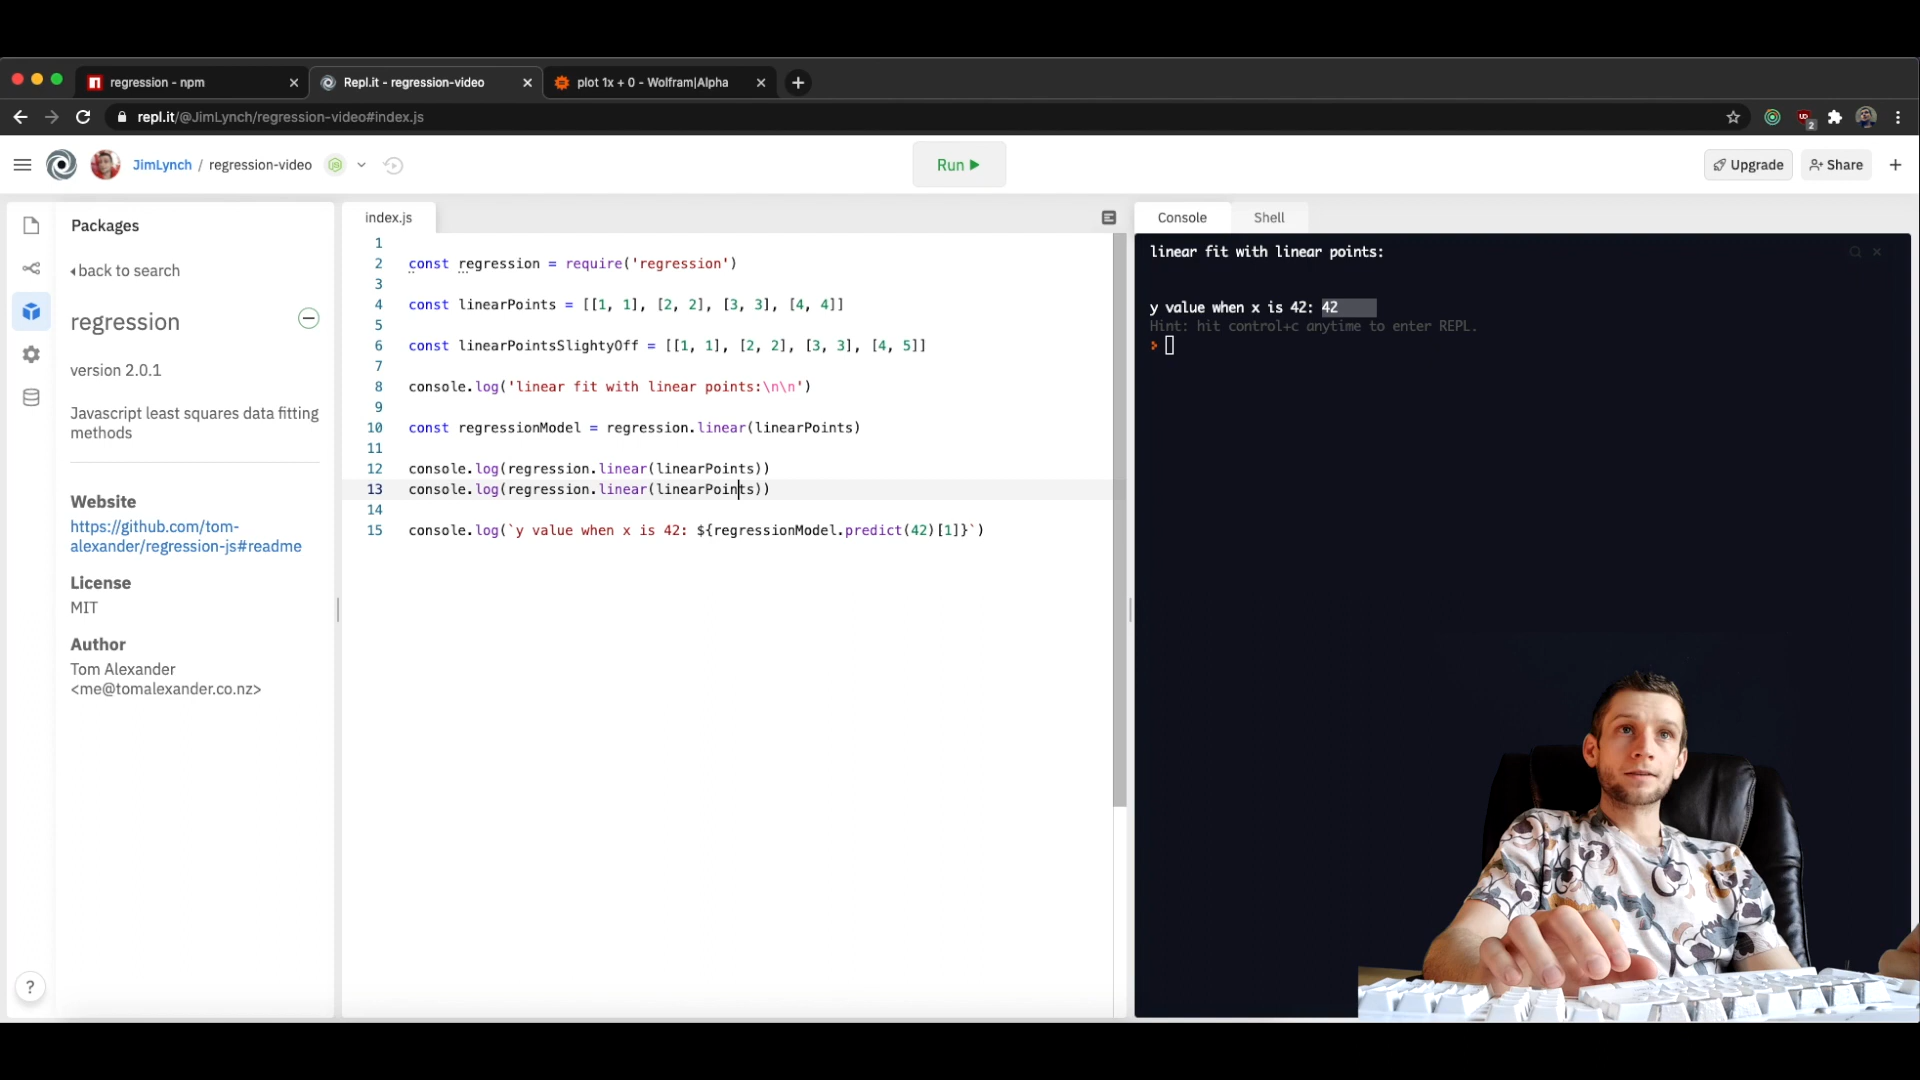 regression - npm
Repl.it - regression-video
plot 1x + 0 - Wolfram|Alpha
repl.it/@JimLynch/regression-video#index.js
2
JimLynch / regression-video
Run
Upgrade
Share
Packages
back to search
regression
version 2.0.1
Javascript least squares data fitting
methods
Website
https://github.com/tom-
alexander/regression-js#readme
License
MIT
Author
Tom Alexander
<me@tomalexander.co.nz>
?
index.js
1
2 const regression = require('regression')
3
4 const linearPoints = [[1, 1], [2, 2], [3, 3], [4, 4]]
5
6 const linearPointsSlightyOff = [[1, 1], [2, 2], [3, 3], [4, 5]]
7
8 console.log('linear fit with linear points:\n\n')
9
10 const regressionModel = regression.linear(linearPoints)
11
12 console.log(regression.linear(linearPoints))
13 console.log(regression.linear(linearPoints))
14
15 console.log(`y value when x is 42: ${regressionModel.predict(42)[1]}`)
Console
Shell
linear fit with linear points:
y value when x is 42: 42
Hint: hit control+c anytime to enter REPL.